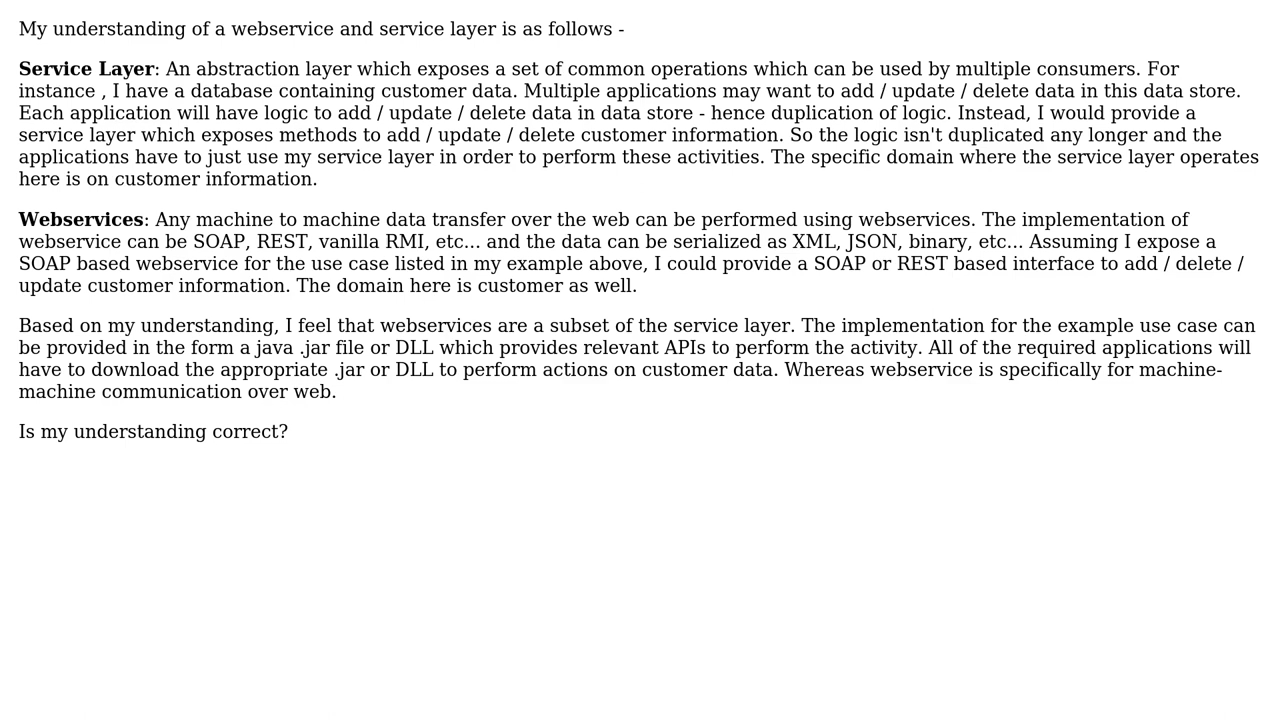 My understanding of a webservice and service layer is as follows -
Service Layer: An abstraction layer which exposes a set of common operations which can be used by multiple consumers. For
instance , I have a database containing customer data. Multiple applications may want to add / update / delete data in this data store.
Each application will have logic to add / update / delete data in data store - hence duplication of logic. Instead, I would provide a
service layer which exposes methods to add / update / delete customer information. So the logic isn't duplicated any longer and the
applications have to just use my service layer in order to perform these activities. The specific domain where the service layer operates
here is on customer information.
Webservices: Any machine to machine data transfer over the web can be performed using webservices. The implementation of
webservice can be SOAP, REST, vanilla RMI, etc... and the data can be serialized as XML, JSON, binary, etc... Assuming I expose a
SOAP based webservice for the use case listed in my example above, I could provide a SOAP or REST based interface to add / delete /
update customer information. The domain here is customer as well.
Based on my understanding, I feel that webservices are a subset of the service layer. The implementation for the example use case can
be provided in the form a java .jar file or DLL which provides relevant APIs to perform the activity. All of the required applications will
have to download the appropriate .jar or DLL to perform actions on customer data. Whereas webservice is specifically for machine-
machine communication over web.
Is my understanding correct?